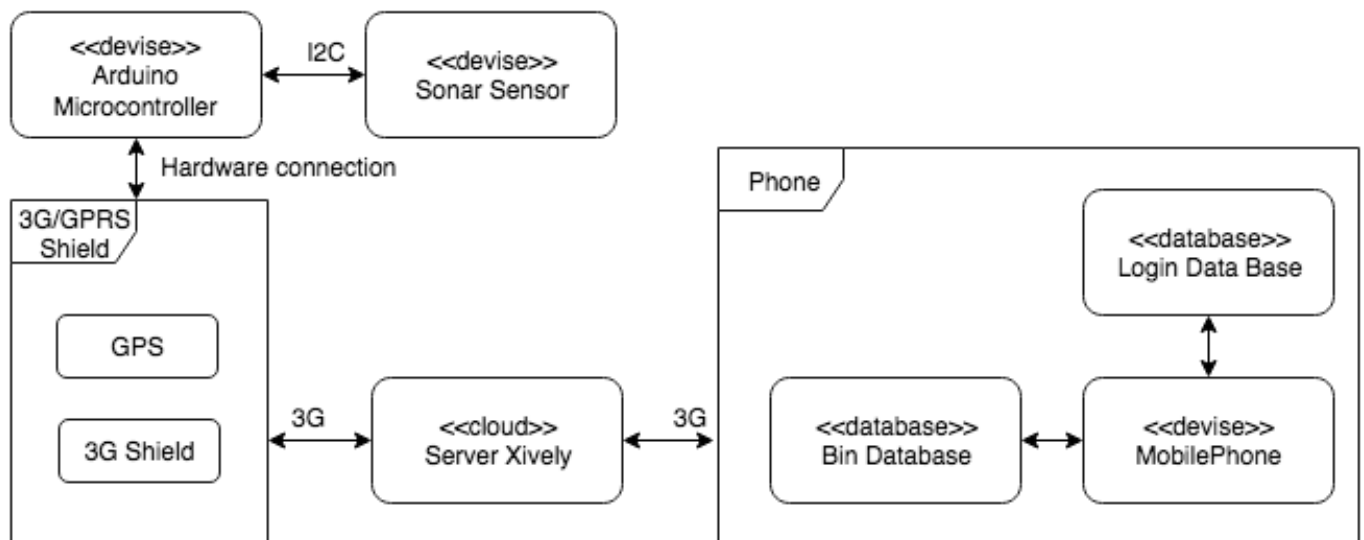 <<devise>>
Arduino
Microcontroller
I2C
<<devise>>
Sonar Sensor
Hardware connection
3G/GPRS
Shield
GPS
3G Shield
3G
<<cloud>>
Server Xively
3G
Phone
<<database>>
Login Data Base
<<database>>
Bin Database
<<devise>>
MobilePhone